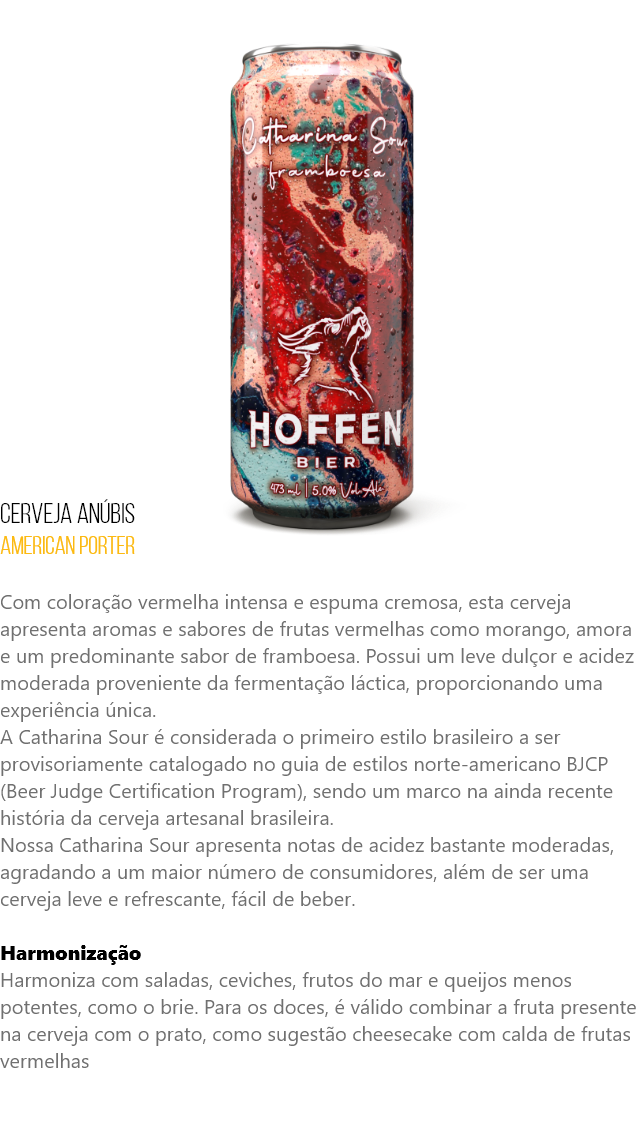 Catharina Sour
framboesa
HOFFEN
BIER
473 ml | 5.0% Vol. Alc
CERVEJA ANÚBIS
AMERICAN PORTER
Com coloração vermelha intensa e espuma cremosa, esta cerveja
apresenta aromas e sabores de frutas vermelhas como morango, amora
e um predominante sabor de framboesa. Possui um leve dulçor e acidez
moderada proveniente da fermentação láctica, proporcionando uma
experiência única.
A Catharina Sour é considerada o primeiro estilo brasileiro a ser
provisoriamente catalogado no guia de estilos norte-americano BJCP
(Beer Judge Certification Program), sendo um marco na ainda recente
história da cerveja artesanal brasileira.
Nossa Catharina Sour apresenta notas de acidez bastante moderadas,
agradando a um maior número de consumidores, além de ser uma
cerveja leve e refrescante, fácil de beber.
Harmonização
Harmoniza com saladas, ceviches, frutos do mar e queijos menos
potentes, como o brie. Para os doces, é válido combinar a fruta presente
na cerveja com o prato, como sugestão cheesecake com calda de frutas
vermelhas